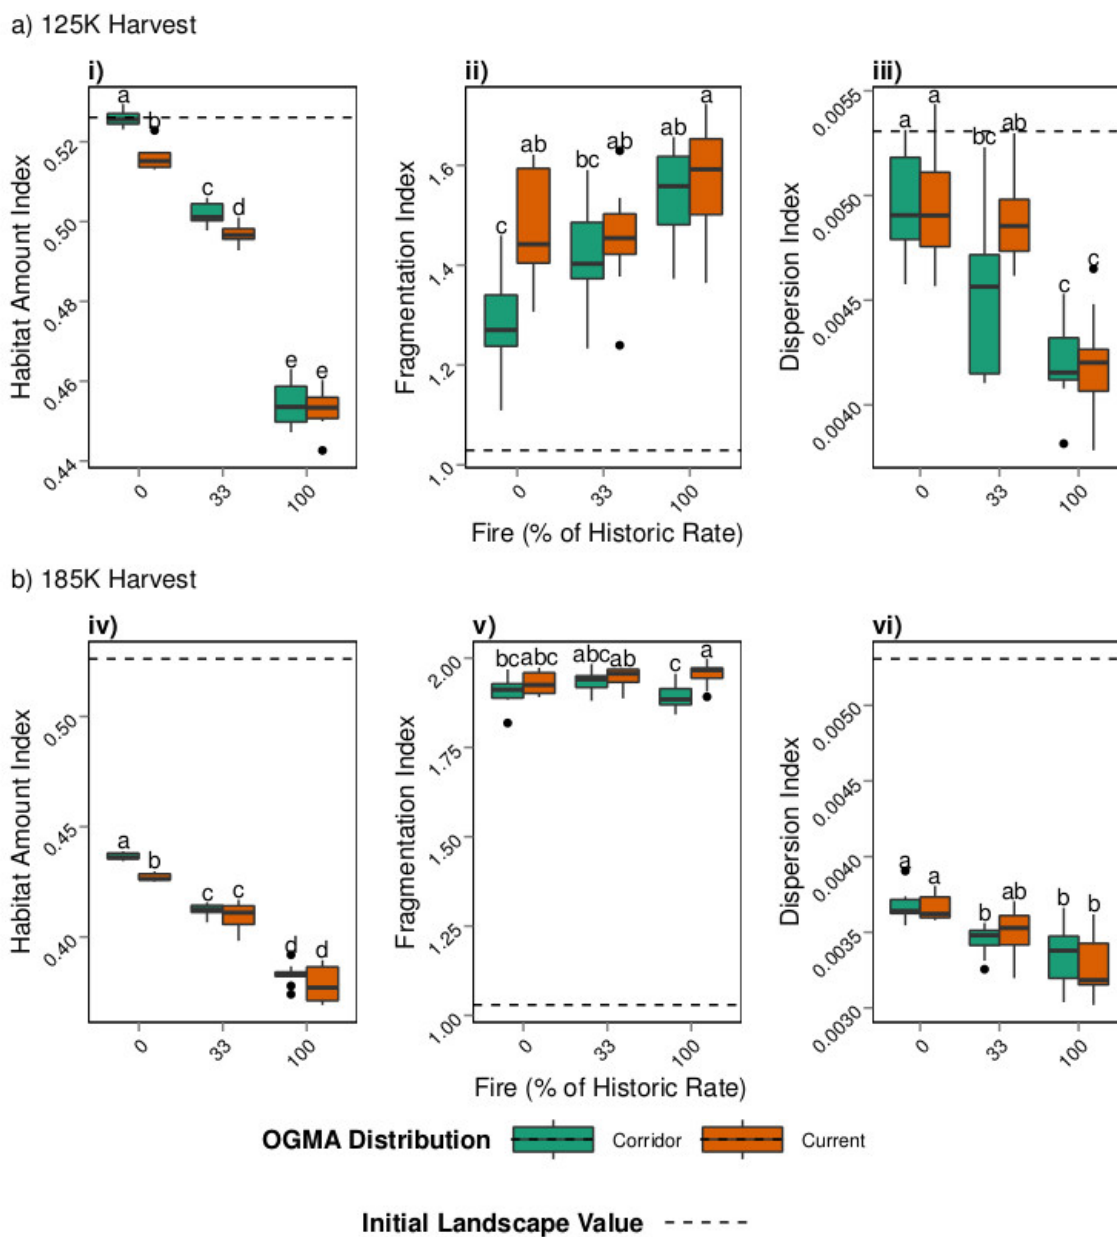 a) 125K Harvest
i)
Habitat Amount Index
0.52
0.50
0.48
0.46
0.44
a
b
c
d
e
e
0
33
100
ii)
Fragmentation Index
1.6
1.4
1.2
1.0
c
ab
bc
ab
ab
a
0
33
100
Fire (% of Historic Rate)
iii)
Dispersion Index
0.0055
0.0050
0.0045
0.0040
a
a
bc
ab
c
c
0
33
100
b) 185K Harvest
iv)
Habitat Amount Index
0.50
0.45
0.40
a
b
c
c
d
d
0
33
100
v)
Fragmentation Index
2.00
1.75
1.50
1.25
1.00
bc
abc
abc
ab
c
a
0
33
100
Fire (% of Historic Rate)
vi)
Dispersion Index
0.0050
0.0045
0.0040
0.0035
0.0030
a
a
b
ab
b
b
0
33
100
OGMA Distribution Corridor Current
Initial Landscape Value